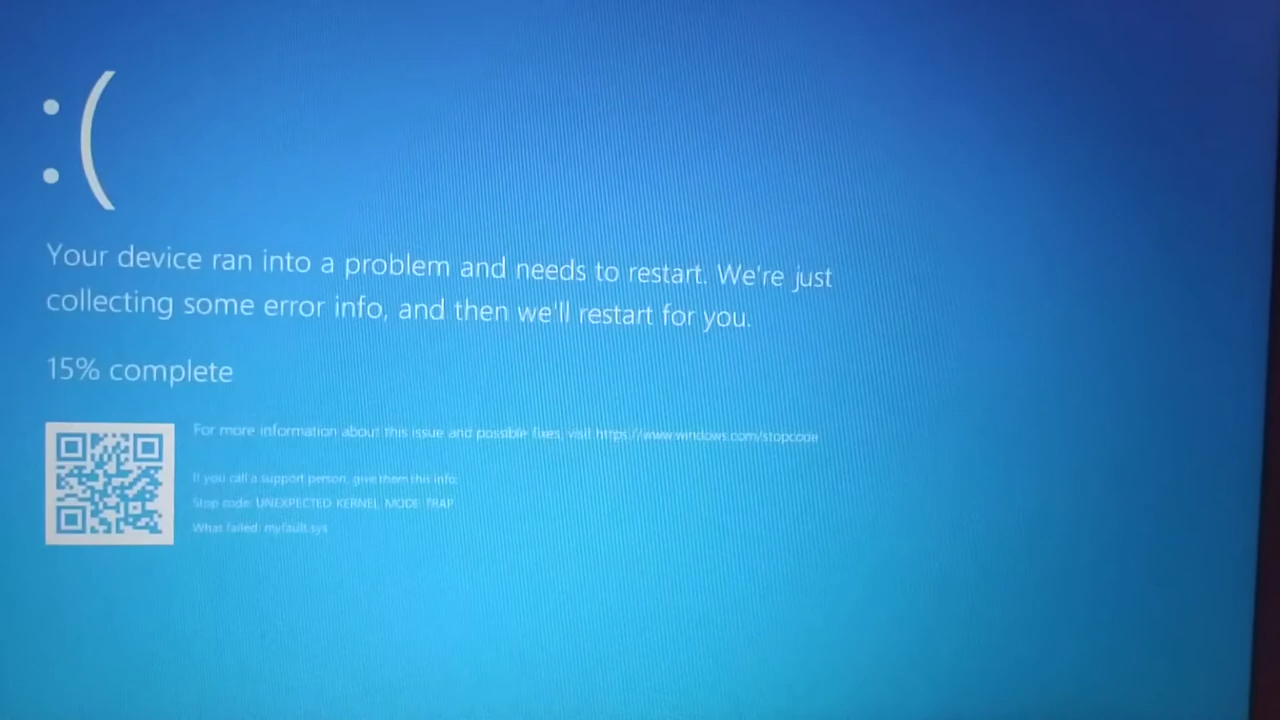 :(
Your device ran into a problem and needs to restart. We're just
collecting some error info, and then we'll restart for you.
15% complete
For more information about this issue and possible fixes, visit https://www.windows.com/stopcode
If you call a support person, give them this info:
Stop code: UNEXPECTED KERNEL MODE TRAP
What failed: myfault.sys